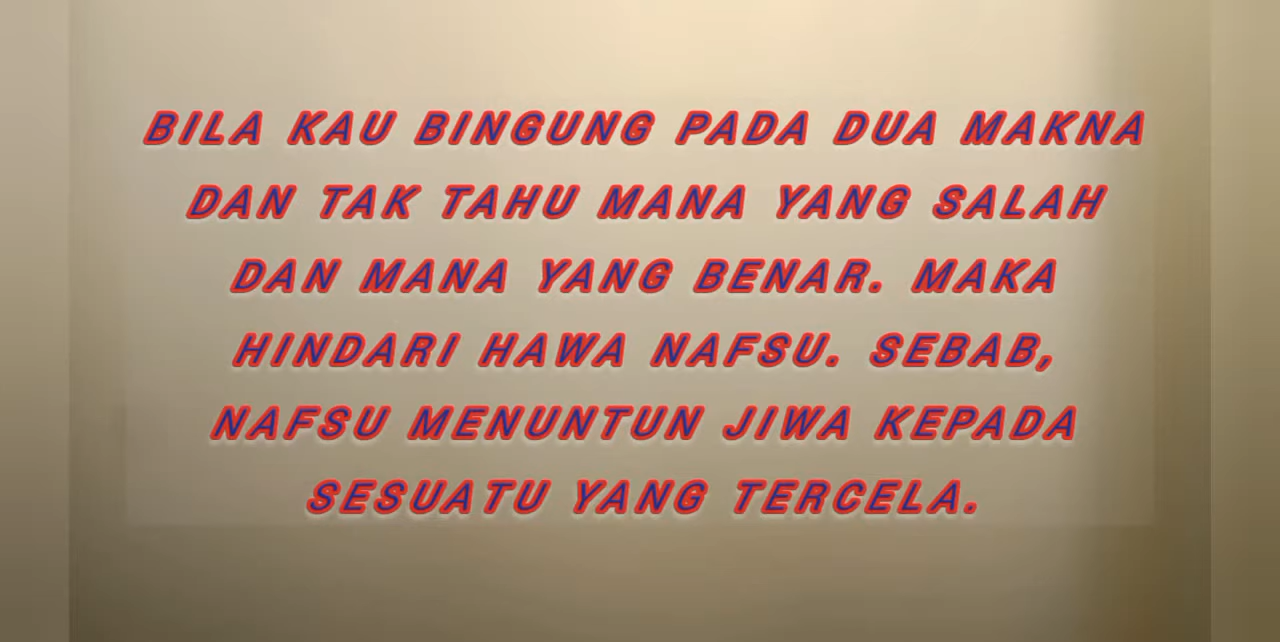 BILA KAU BINGUNG PADA DUA MAKNA
DAN TAK TAHU MANA YANG SALAH
DAN MANA YANG BENAR. MAKA
HINDARI HAWA NAFSU. SEBAB,
NAFSU MENUNTUN JIWA KEPADA
SESUATU YANG TERCELA.